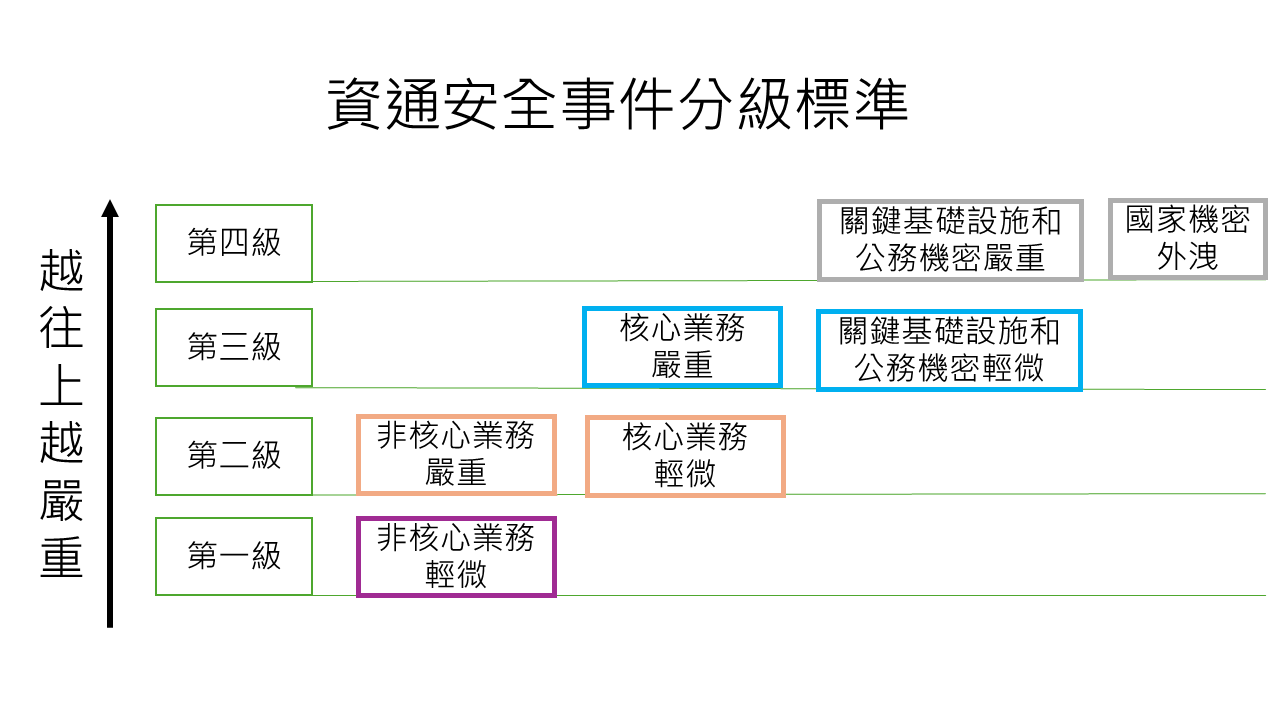 資通安全事件分級標準
越往上越嚴重
第四級
關鍵基礎設施和
公務機密嚴重
國家機密
外洩
第三級
核心業務
嚴重
關鍵基礎設施和
公務機密輕微
第二級
非核心業務
嚴重
核心業務
輕微
第一級
非核心業務
輕微